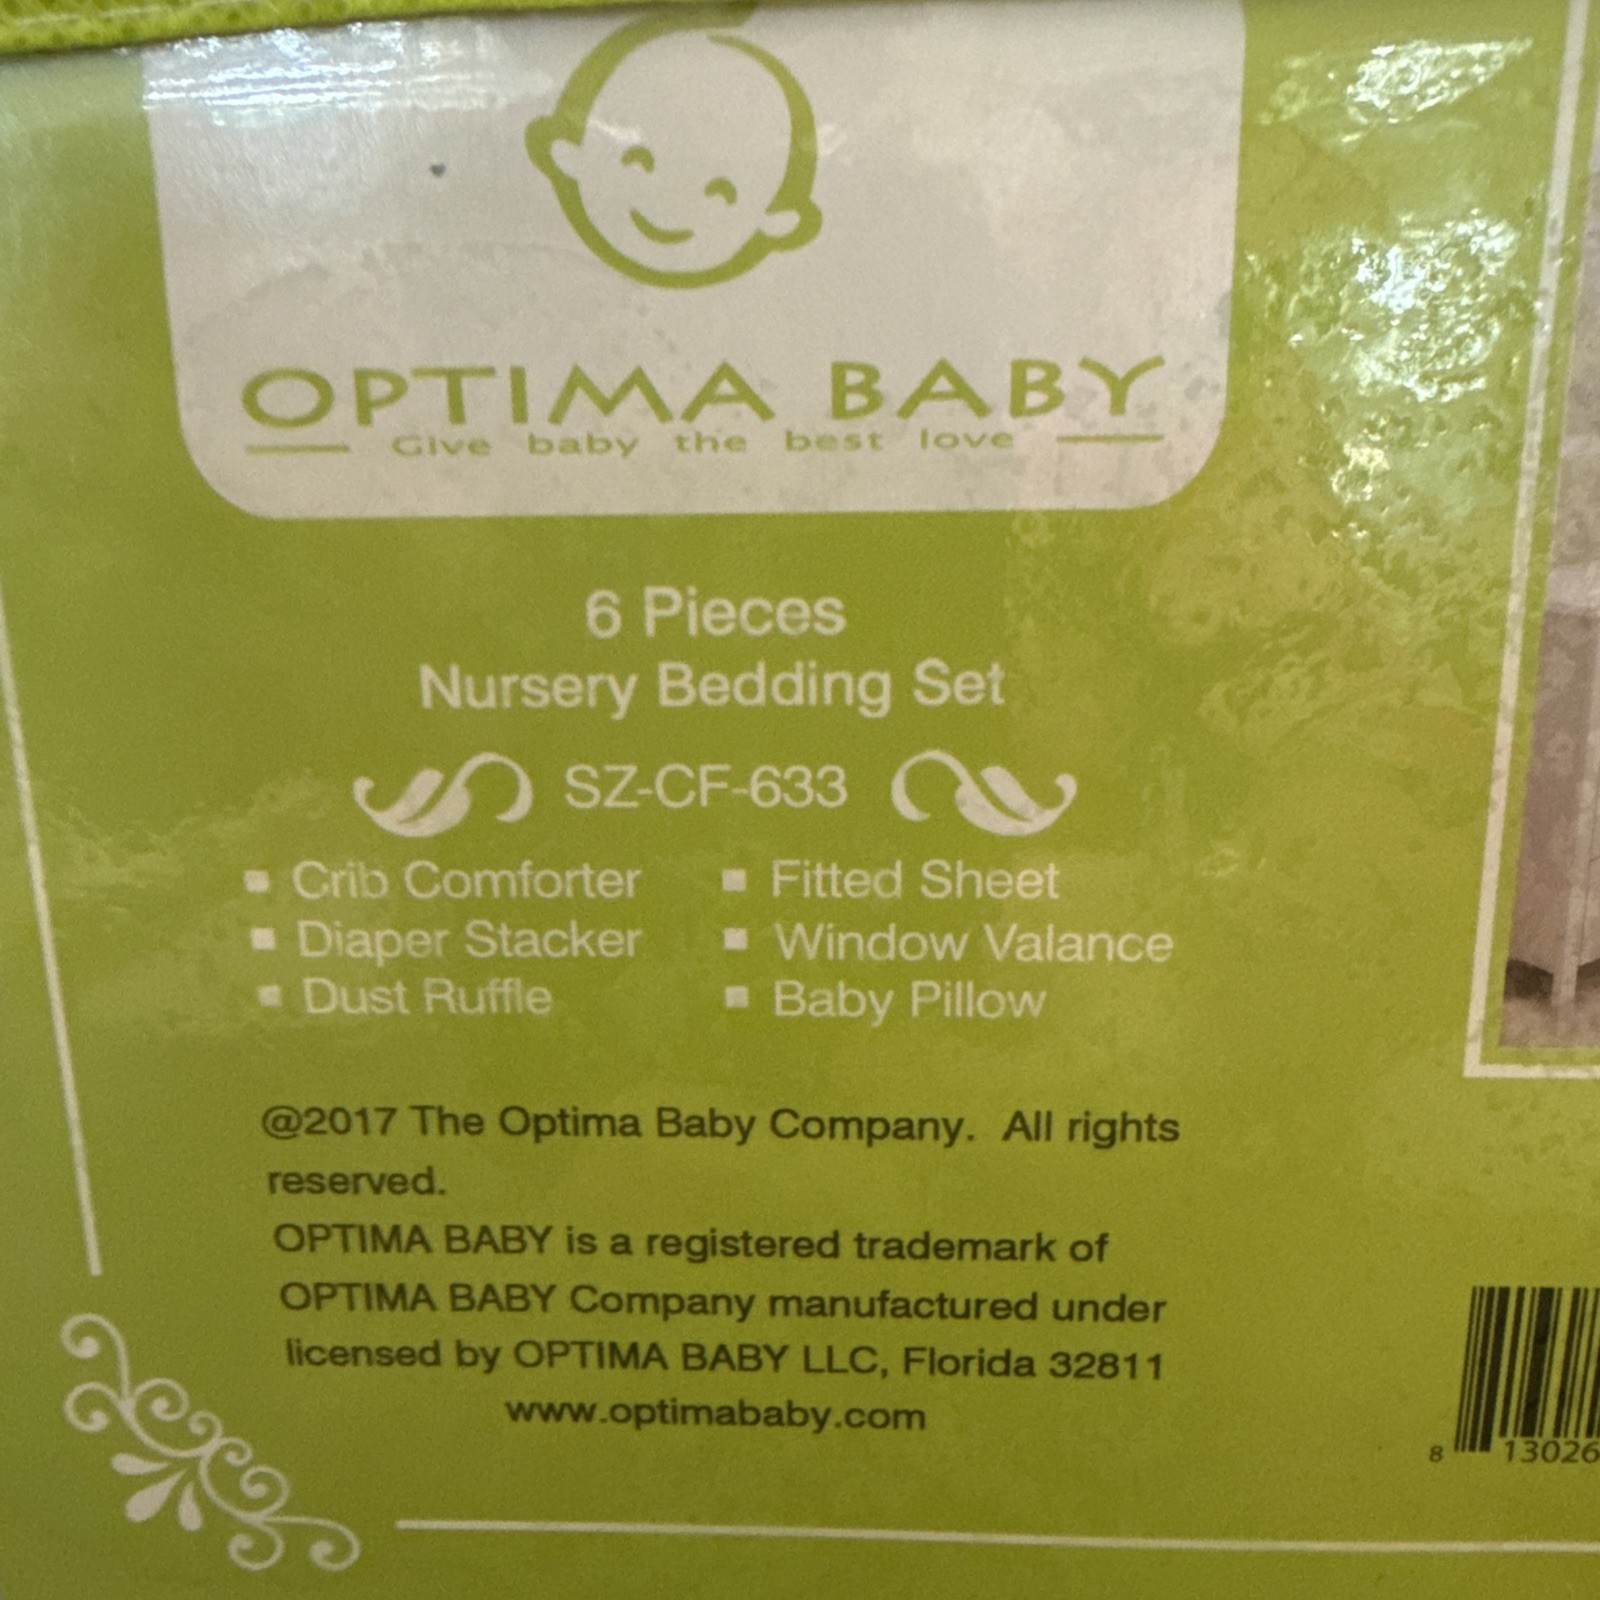 OPTIMA BABY
Give baby the best love
6 Pieces
Nursery Bedding Set
SZ-CF-633
▪ Crib Comforter ▪ Fitted Sheet
▪ Diaper Stacker ▪ Window Valance
▪ Dust Ruffle ▪ Baby Pillow
@2017 The Optima Baby Company. All rights
reserved.
OPTIMA BABY is a registered trademark of
OPTIMA BABY Company manufactured under
licensed by OPTIMA BABY LLC, Florida 32811
www.optimababy.com
8 13026